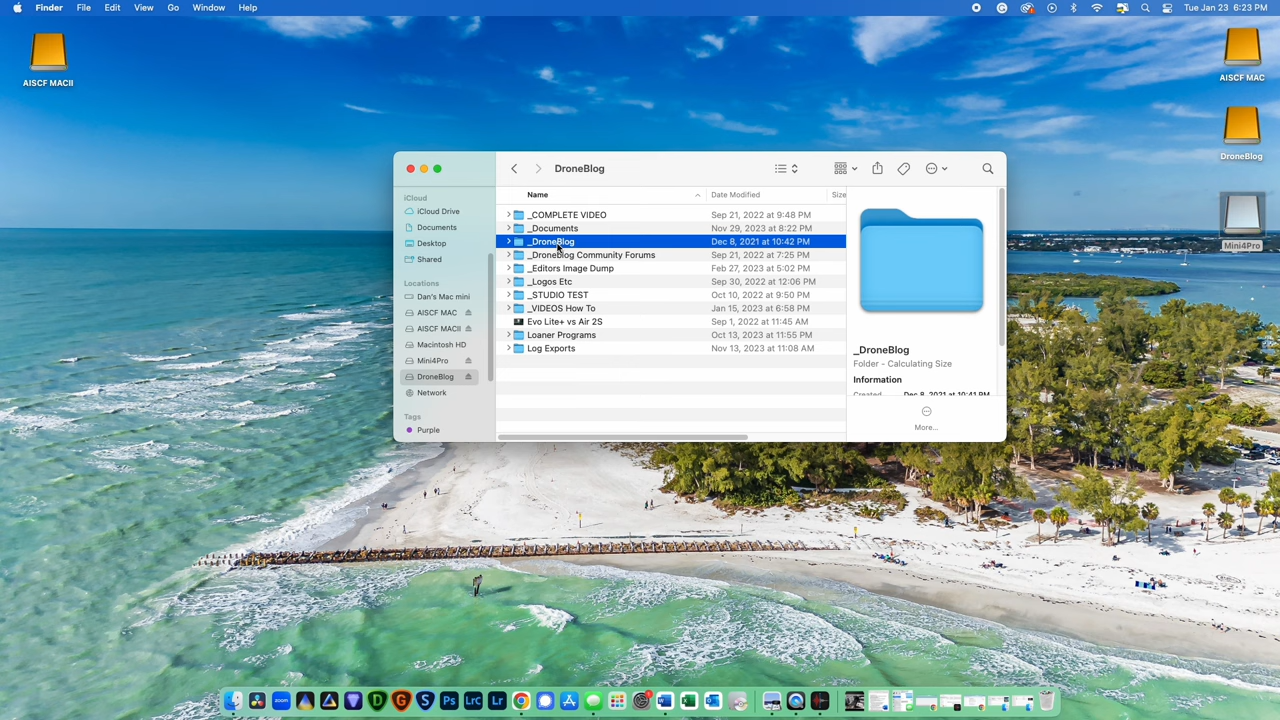 Finder File Edit View Go Window Help
Tue Jan 23 6:23 PM
AISCF MACII
AISCF MAC
DroneBlog
Mini4Pro
DroneBlog
iCloud
iCloud Drive
Documents
Desktop
Shared
Locations
Dan's Mac mini
AISCF MAC
AISCF MACII
Macintosh HD
Mini4Pro
DroneBlog
Network
Tags
Purple
Name Date Modified Size
_COMPLETE VIDEO Sep 21, 2022 at 9:48 PM
_Documents Nov 29, 2023 at 8:22 PM
_DroneBlog Dec 8, 2021 at 10:42 PM
_Droneblog Community Forums Sep 21, 2022 at 7:25 PM
_Editors Image Dump Feb 27, 2023 at 5:02 PM
_Logos Etc Sep 30, 2022 at 12:06 PM
_STUDIO TEST Oct 10, 2022 at 9:50 PM
_VIDEOS How To Jan 15, 2023 at 6:58 PM
Evo Lite+ vs Air 2S Sep 1, 2022 at 11:45 AM
Loaner Programs Oct 13, 2023 at 11:55 PM
Log Exports Nov 13, 2023 at 11:08 AM
_DroneBlog
Folder - Calculating Size
Information
Created Dec 8, 2021 at 10:41 PM
More...
zoom D G S Ps LrC Lr W X